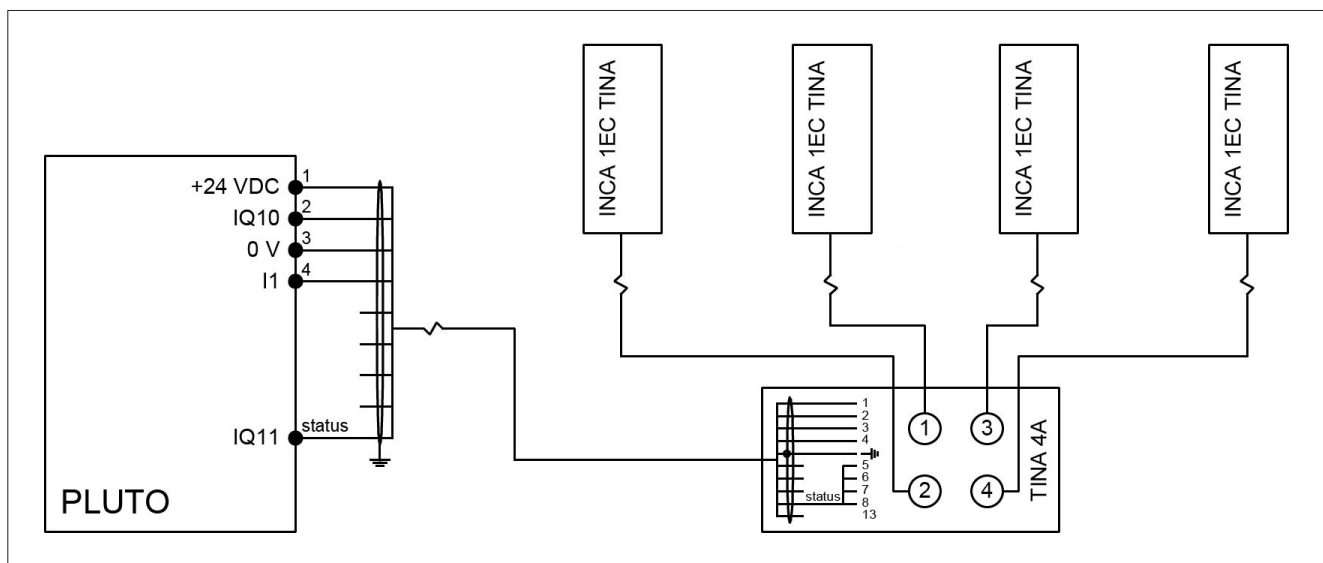 INCA 1EC TINA
INCA 1EC TINA
INCA 1EC TINA
INCA 1EC TINA
+24 VDC 1
IQ10 2
0 V 3
I1 4
IQ11 status
PLUTO
1
2
3
4
5
6
7
status 8
13
1 3
2 4
TINA 4A